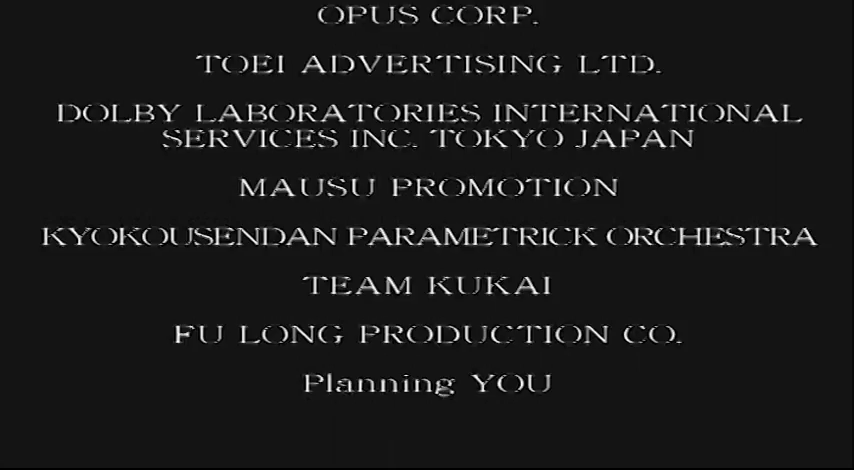 OPUS CORP.
TOEI ADVERTISING LTD.
DOLBY LABORATORIES INTERNATIONAL
SERVICES INC. TOKYO JAPAN
MAUSU PROMOTION
KYOKOUSENDAN PARAMETRICK ORCHESTRA
TEAM KUKAI
FU LONG PRODUCTION CO.
Planning YOU